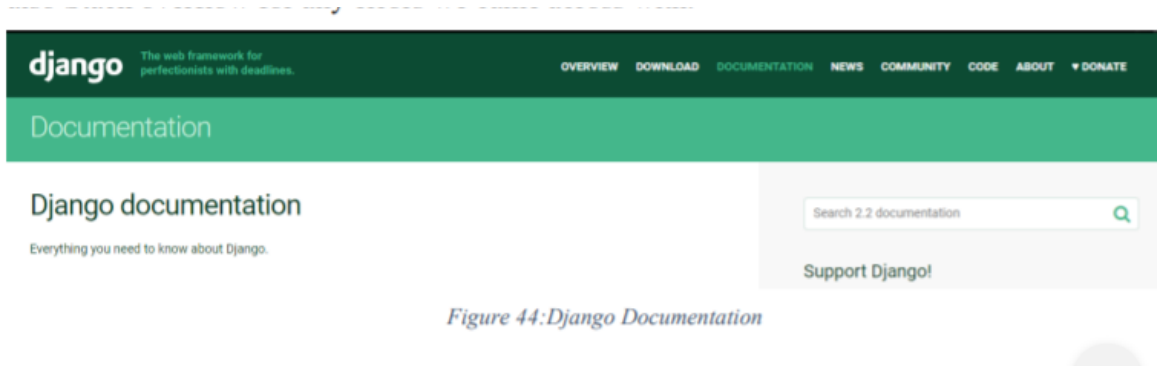 django
The web framework for
perfectionists with deadlines.
OVERVIEW DOWNLOAD DOCUMENTATION NEWS COMMUNITY CODE ABOUT ♥ DONATE
Documentation
Django documentation
Everything you need to know about Django.
Search 2.2 documentation
Support Django!
Figure 44:Django Documentation